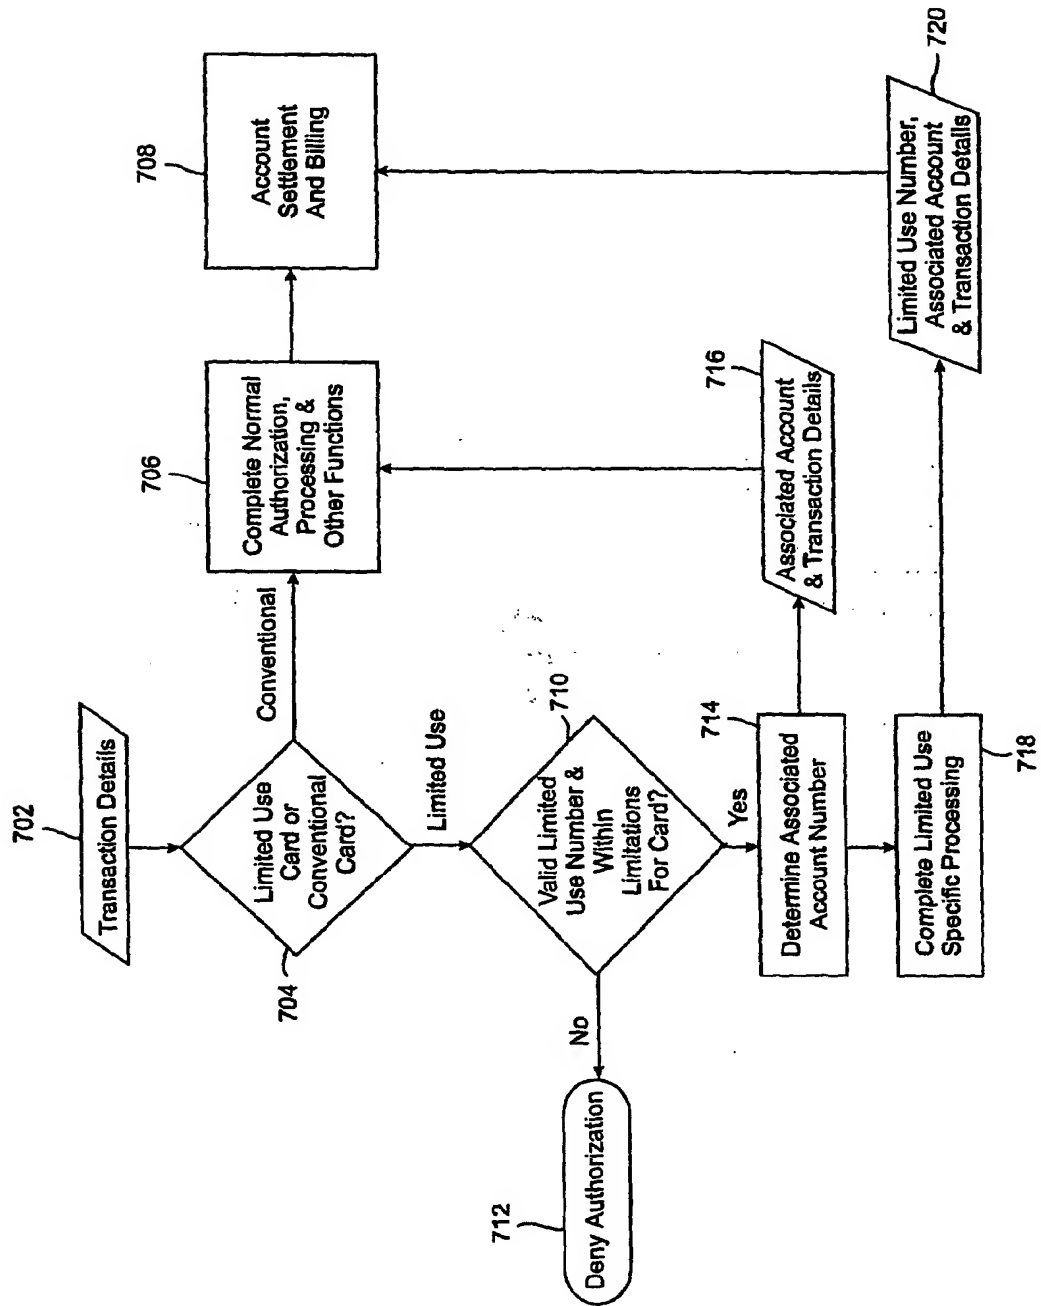 702
Transaction Details
Limited Use
Card or
Conventional
Card?
704
Conventional
706
Complete Normal
Authorization,
Processing &
Other Functions
708
Account
Settlement
And Billing
Limited Use
710
Valid Limited
Use Number &
Within
Limitations
For Card?
No
712
Deny Authorization
Yes
714
Determine Associated
Account Number
716
Associated Account
& Transaction Details
Complete Limited Use
Specific Processing
718
720
Limited Use Number,
Associated Account
& Transaction Details